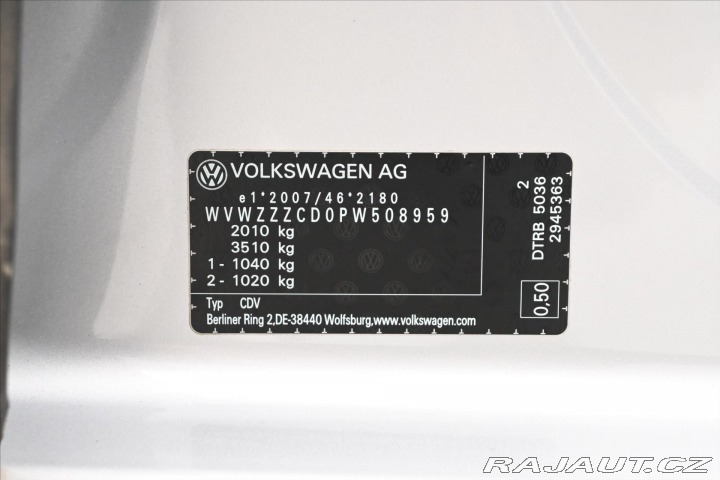 VOLKSWAGEN AG
e1*2007/46*2180
WVWZZZCD0PW508959
2010 kg
3510 kg
1 - 1040 kg
2 - 1020 kg
Typ CDV
Berliner Ring 2,DE-38440 Wolfsburg,www.volkswagen.com
2
DTRB 5036
2945363
0,50
RAJAUT.CZ